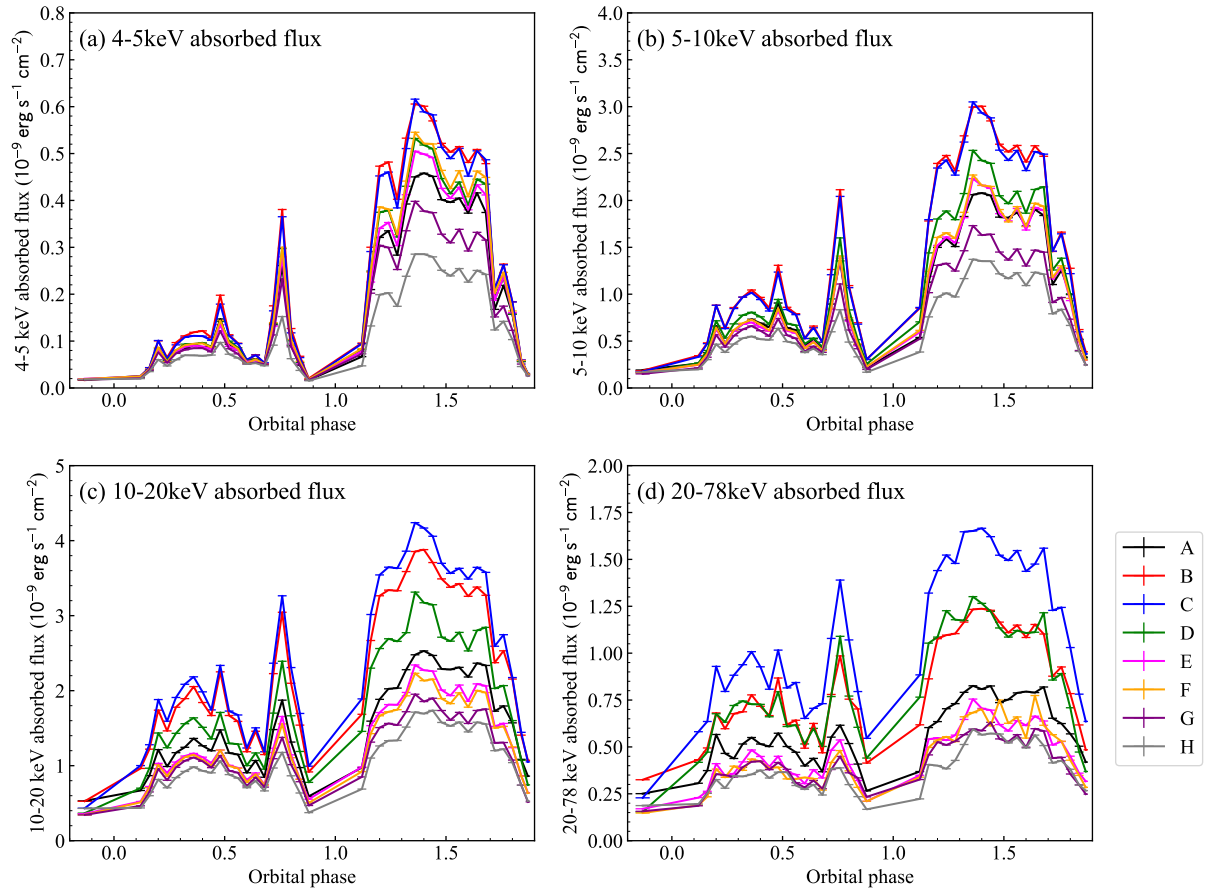 (a) 4-5keV absorbed flux
4-5 keV absorbed flux (10⁻⁹ erg s⁻¹ cm⁻²)
0.8
0.7
0.6
0.5
0.4
0.3
0.2
0.1
0.0
0.0 0.5 1.0 1.5
Orbital phase
(b) 5-10keV absorbed flux
5-10 keV absorbed flux (10⁻⁹ erg s⁻¹ cm⁻²)
4.0
3.5
3.0
2.5
2.0
1.5
1.0
0.5
0.0
0.0 0.5 1.0 1.5
Orbital phase
(c) 10-20keV absorbed flux
10-20 keV absorbed flux (10⁻⁹ erg s⁻¹ cm⁻²)
5
4
3
2
1
0
0.0 0.5 1.0 1.5
Orbital phase
(d) 20-78keV absorbed flux
20-78 keV absorbed flux (10⁻⁹ erg s⁻¹ cm⁻²)
2.00
1.75
1.50
1.25
1.00
0.75
0.50
0.25
0.00
0.0 0.5 1.0 1.5
Orbital phase
A
B
C
D
E
F
G
H